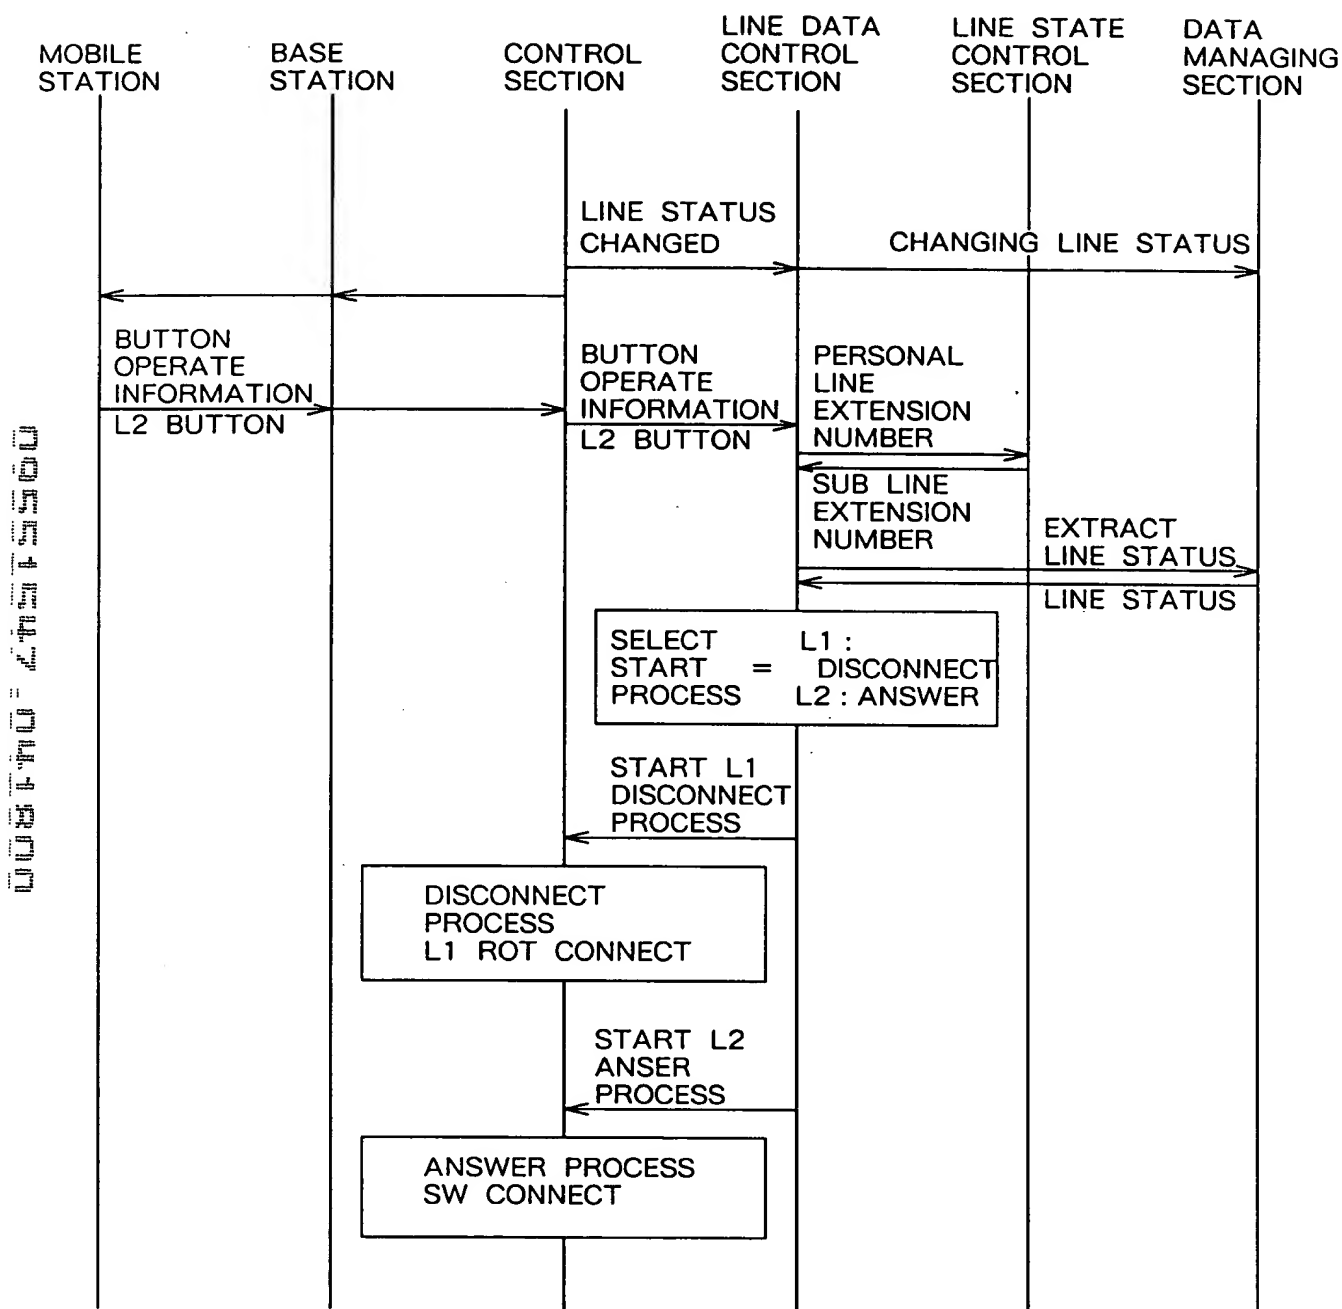 MOBILE
STATION
BASE
STATION
CONTROL
SECTION
LINE DATA
CONTROL
SECTION
LINE STATE
CONTROL
SECTION
DATA
MANAGING
SECTION
LINE STATUS
CHANGED
CHANGING LINE STATUS
BUTTON
OPERATE
INFORMATION
L2 BUTTON
BUTTON
OPERATE
INFORMATION
L2 BUTTON
PERSONAL
LINE
EXTENSION
NUMBER
SUB LINE
EXTENSION
NUMBER
EXTRACT
LINE STATUS
LINE STATUS
SELECT L1 :
START = DISCONNECT
PROCESS L2 : ANSWER
START L1
DISCONNECT
PROCESS
DISCONNECT
PROCESS
L1 ROT CONNECT
START L2
ANSER
PROCESS
ANSWER PROCESS
SW CONNECT